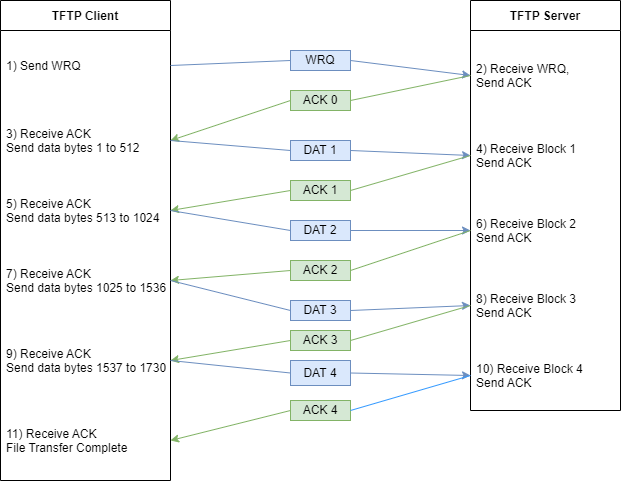 TFTP Client
TFTP Server
1) Send WRQ
WRQ
2) Receive WRQ,
Send ACK
ACK 0
3) Receive ACK
Send data bytes 1 to 512
DAT 1
4) Receive Block 1
Send ACK
ACK 1
5) Receive ACK
Send data bytes 513 to 1024
DAT 2
6) Receive Block 2
Send ACK
ACK 2
7) Receive ACK
Send data bytes 1025 to 1536
DAT 3
8) Receive Block 3
Send ACK
ACK 3
9) Receive ACK
Send data bytes 1537 to 1730
DAT 4
10) Receive Block 4
Send ACK
ACK 4
11) Receive ACK
File Transfer Complete